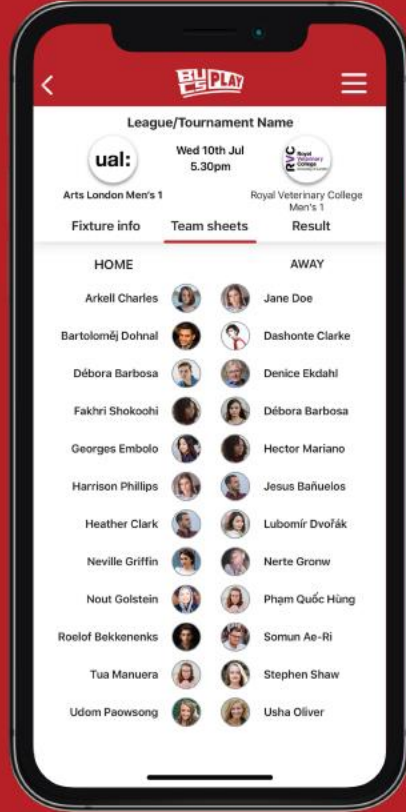 BUCS PLAY
League/Tournament Name
ual:
Wed 10th Jul
5.30pm
RVC Royal Veterinary College
Arts London Men's 1
Royal Veterinary College Men's 1
Fixture info Team sheets Result
HOME AWAY
Arkell Charles Jane Doe
Bartoloměj Dohnal Dashonte Clarke
Débora Barbosa Denice Ekdahl
Fakhri Shokoohi Débora Barbosa
Georges Embolo Hector Mariano
Harrison Phillips Jesus Bañuelos
Heather Clark Lubomír Dvořák
Neville Griffin Nerte Gronw
Nout Golstein Phạm Quốc Hùng
Roelof Bekkenenks Somun Ae-Ri
Tua Manuera Stephen Shaw
Udom Paowsong Usha Oliver